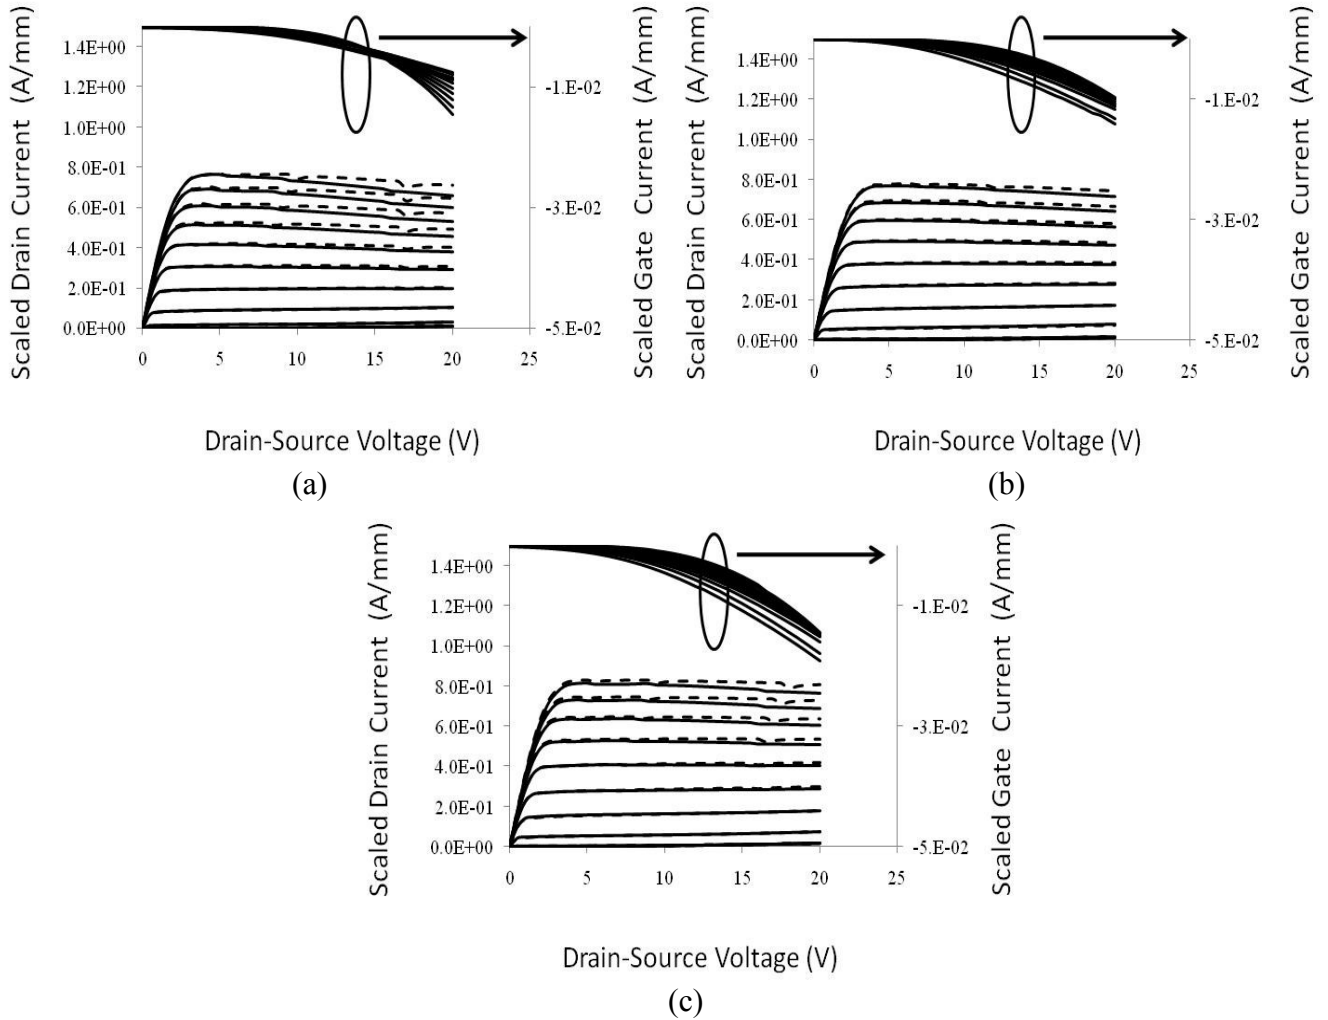 Scaled Drain Current (A/mm)
1.4E+00
1.2E+00
1.0E+00
8.0E-01
6.0E-01
4.0E-01
2.0E-01
0.0E+00
0 5 10 15 20 25
-1.E-02
-3.E-02
-5.E-02
Scaled Gate Current (A/mm)
Drain-Source Voltage (V)
(a)
Scaled Drain Current (A/mm)
1.4E+00
1.2E+00
1.0E+00
8.0E-01
6.0E-01
4.0E-01
2.0E-01
0.0E+00
0 5 10 15 20 25
-1.E-02
-3.E-02
-5.E-02
Scaled Gate Current (A/mm)
Drain-Source Voltage (V)
(b)
Scaled Drain Current (A/mm)
1.4E+00
1.2E+00
1.0E+00
8.0E-01
6.0E-01
4.0E-01
2.0E-01
0.0E+00
0 5 10 15 20 25
-1.E-02
-3.E-02
-5.E-02
Scaled Gate Current (A/mm)
Drain-Source Voltage (V)
(c)